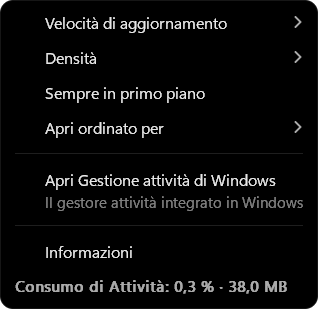 Velocità di aggiornamento
Densità
Sempre in primo piano
Apri ordinato per
Apri Gestione attività di Windows
Il gestore attività integrato in Windows
Informazioni
Consumo di Attività: 0,3 % · 38,0 MB